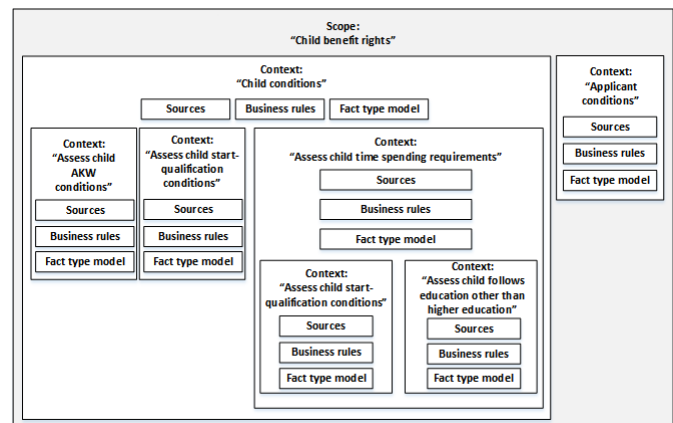 Scope:
“Child benefit rights”
Context:
“Child conditions”
Sources
Business rules
Fact type model
Context:
“Applicant
conditions”
Sources
Business rules
Fact type model
Context:
“Assess child
AKW
conditions”
Sources
Business rules
Fact type model
Context:
“Assess child start-
qualification
conditions”
Sources
Business rules
Fact type model
Context:
“Assess child time spending requirements”
Sources
Business rules
Fact type model
Context:
“Assess child start-
qualification conditions”
Sources
Business rules
Fact type model
Context:
“Assess child follows
education other than
higher education”
Sources
Business rules
Fact type model